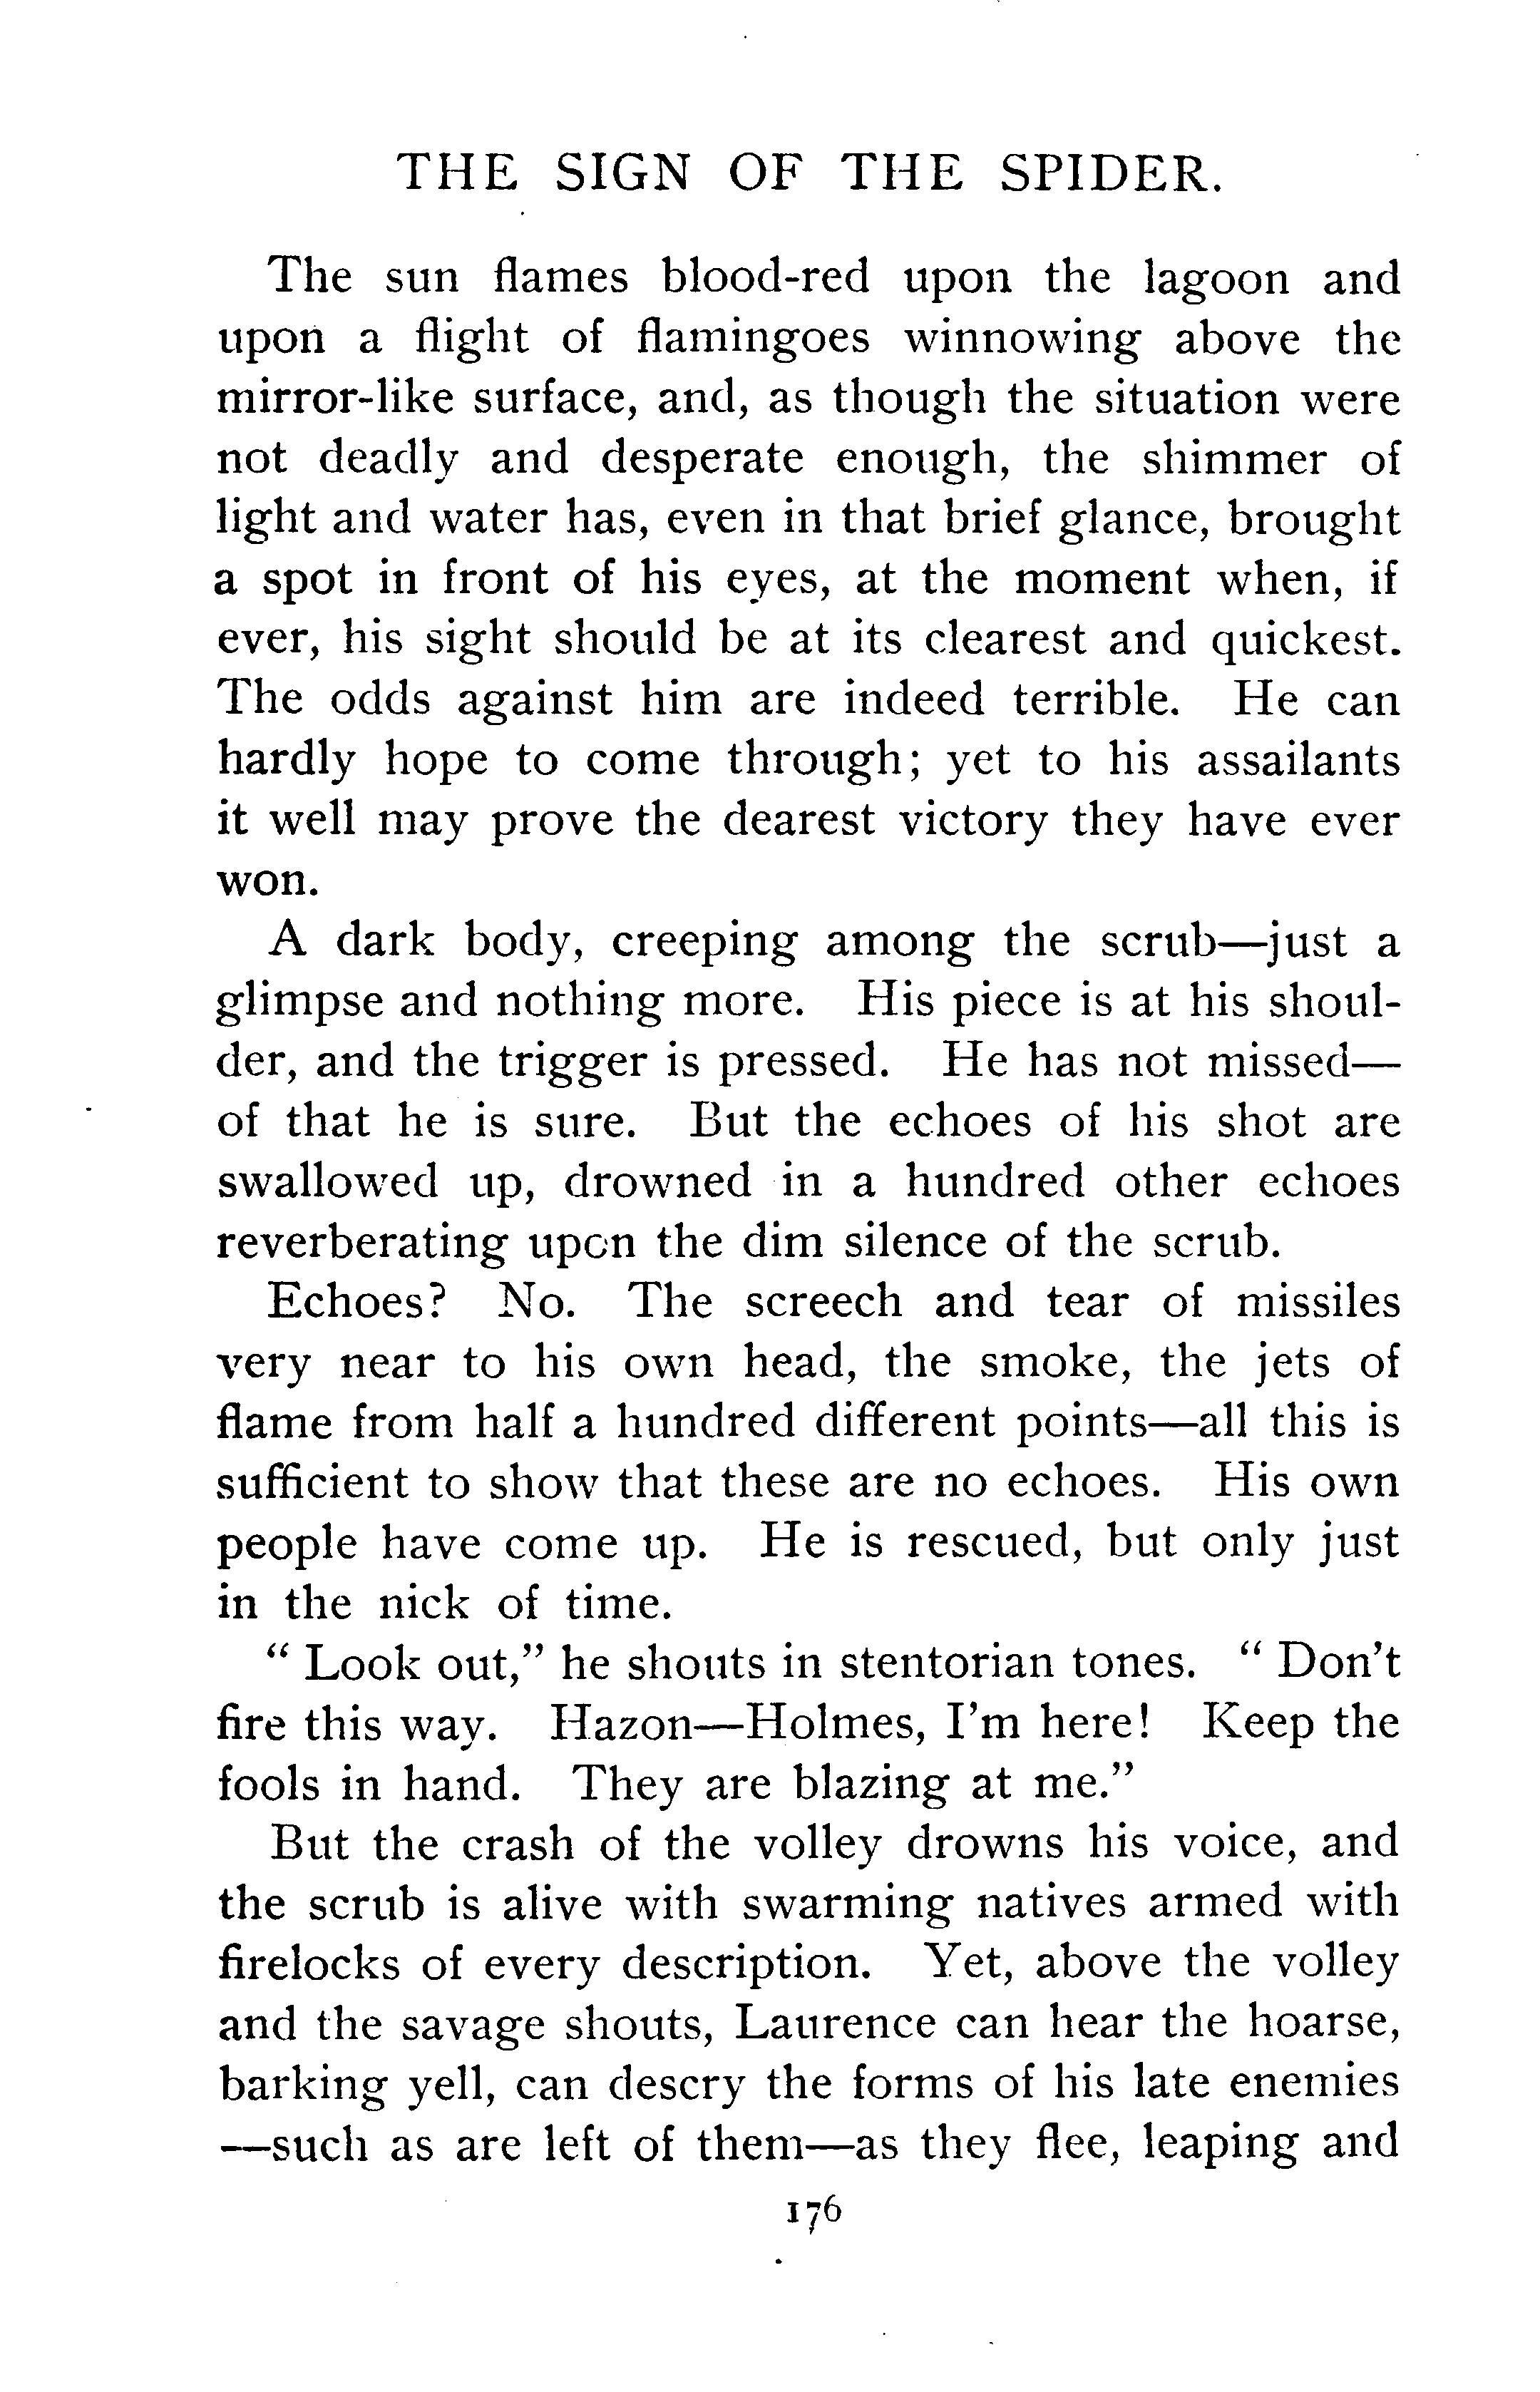 THE SIGN OF THE SPIDER.
The sun flames blood-red upon the lagoon and
upon a flight of flamingoes winnowing above the
mirror-like surface, and, as though the situation were
not deadly and desperate enough, the shimmer of
light and water has, even in that brief glance, brought
a spot in front of his eyes, at the moment when, if
ever, his sight should be at its clearest and quickest.
The odds against him are indeed terrible. He can
hardly hope to come through; yet to his assailants
it well may prove the dearest victory they have ever
won.
A dark body, creeping among the scrub—just a
glimpse and nothing more. His piece is at his shoul-
der, and the trigger is pressed. He has not missed—
of that he is sure. But the echoes of his shot are
swallowed up, drowned in a hundred other echoes
reverberating upon the dim silence of the scrub.
Echoes? No. The screech and tear of missiles
very near to his own head, the smoke, the jets of
flame from half a hundred different points—all this is
sufficient to show that these are no echoes. His own
people have come up. He is rescued, but only just
in the nick of time.
“ Look out,” he shouts in stentorian tones. “ Don’t
fire this way. Hazon—Holmes, I’m here! Keep the
fools in hand. They are blazing at me.”
But the crash of the volley drowns his voice, and
the scrub is alive with swarming natives armed with
firelocks of every description. Yet, above the volley
and the savage shouts, Laurence can hear the hoarse,
barking yell, can descry the forms of his late enemies
—such as are left of them—as they flee, leaping and
176